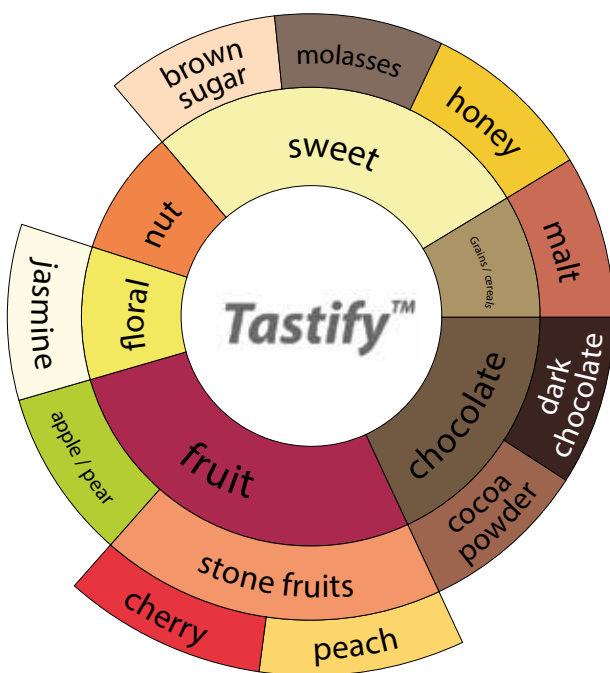 brown
sugar
molasses
honey
sweet
nut
Grains / cereals
malt
jasmine
floral
Tastify™
chocolate
dark
chocolate
apple / pear
fruit
cocoa
powder
stone fruits
cherry
peach